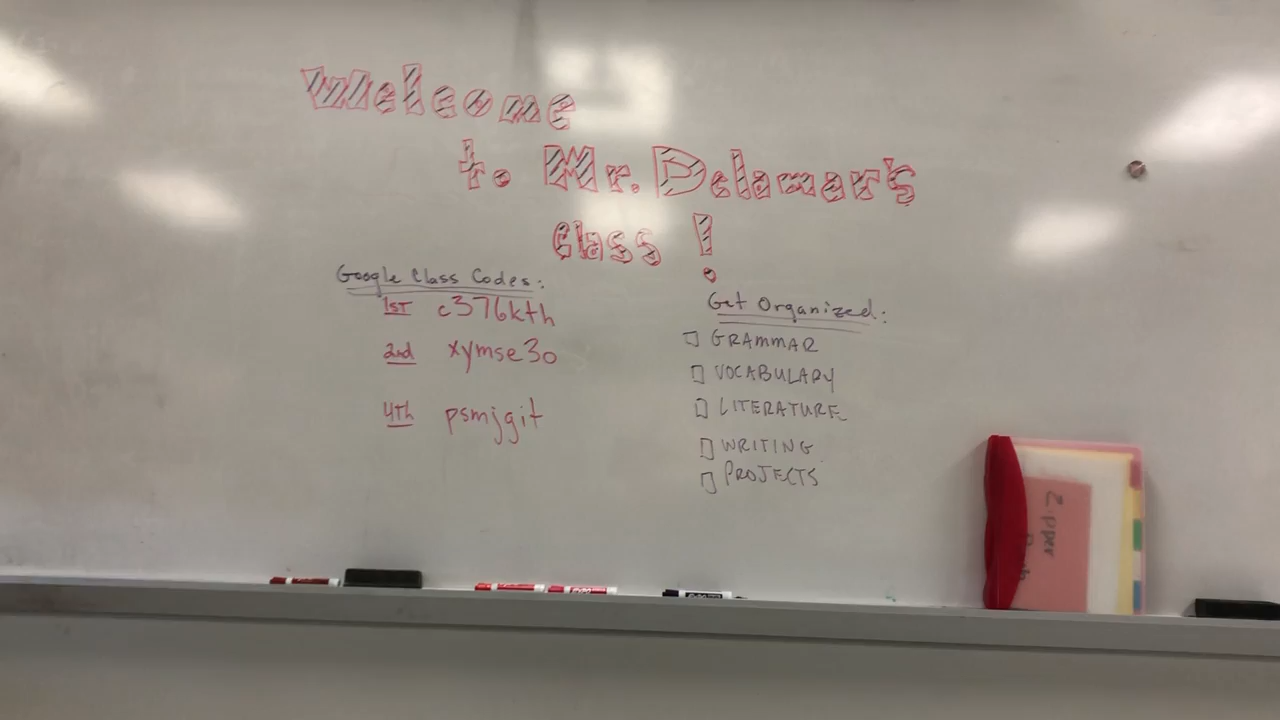 Welcome
to Mr. Delamar's
class !
Google Class Codes:
1ST c376kth
2nd xymse3o
4th psmjgit
Get Organized:
GRAMMAR
VOCABULARY
LITERATURE
WRITING
PROJECTS
Zipper